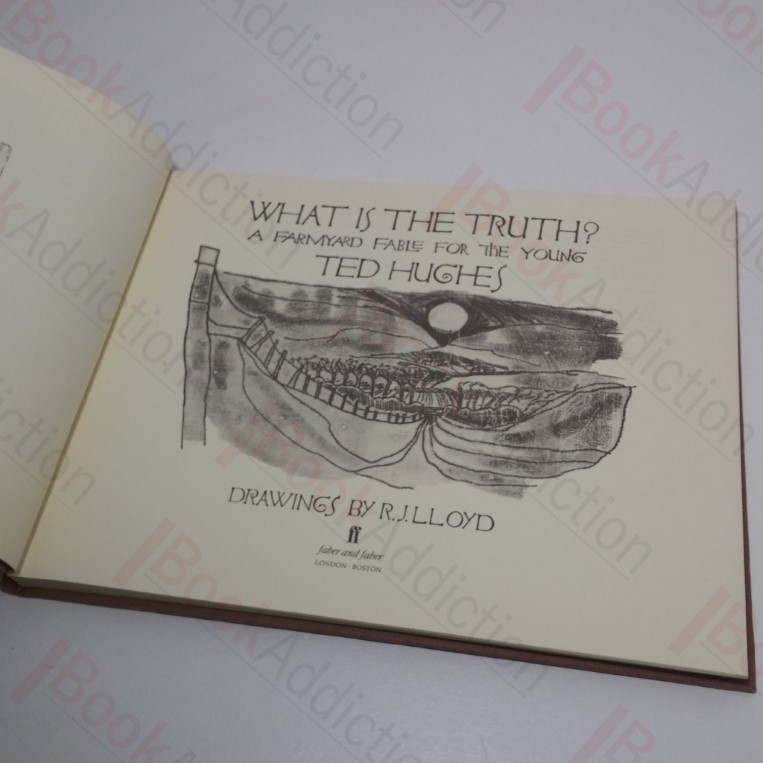 WHAT IS THE TRUTH?
A FARMYARD FABLE FOR THE YOUNG
TED HUGHES
DRAWINGS BY R.J.LLOYD
ff
faber and faber
LONDON · BOSTON
BookAddiction